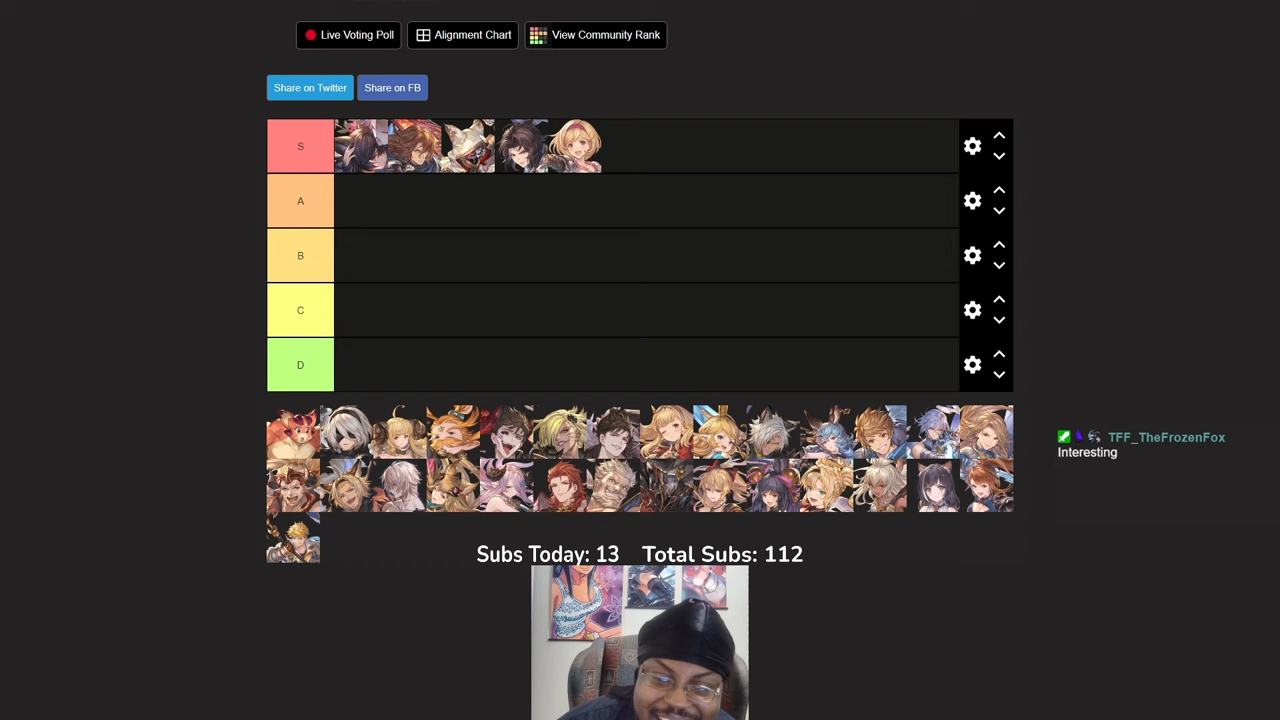 Live Voting Poll
Alignment Chart
View Community Rank
Share on Twitter
Share on FB
S
A
B
C
D
TFF_TheFrozenFox
Interesting
Subs Today: 13 Total Subs: 112